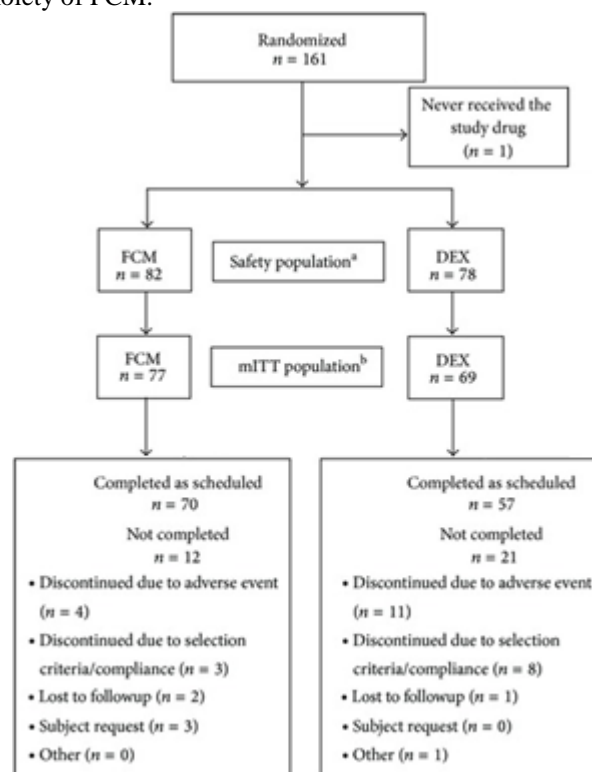 oiety of FCM.
Randomized
n = 161
Never received the
study drug
(n = 1)
FCM
n = 82
Safety populationᵃ
DEX
n = 78
FCM
n = 77
mITT populationᵇ
DEX
n = 69
Completed as scheduled
n = 70
Not completed
n = 12
• Discontinued due to adverse event
(n = 4)
• Discontinued due to selection
criteria/compliance (n = 3)
• Lost to followup (n = 2)
• Subject request (n = 3)
• Other (n = 0)
Completed as scheduled
n = 57
Not completed
n = 21
• Discontinued due to adverse event
(n = 11)
• Discontinued due to selection
criteria/compliance (n = 8)
• Lost to followup (n = 1)
• Subject request (n = 0)
• Other (n = 1)